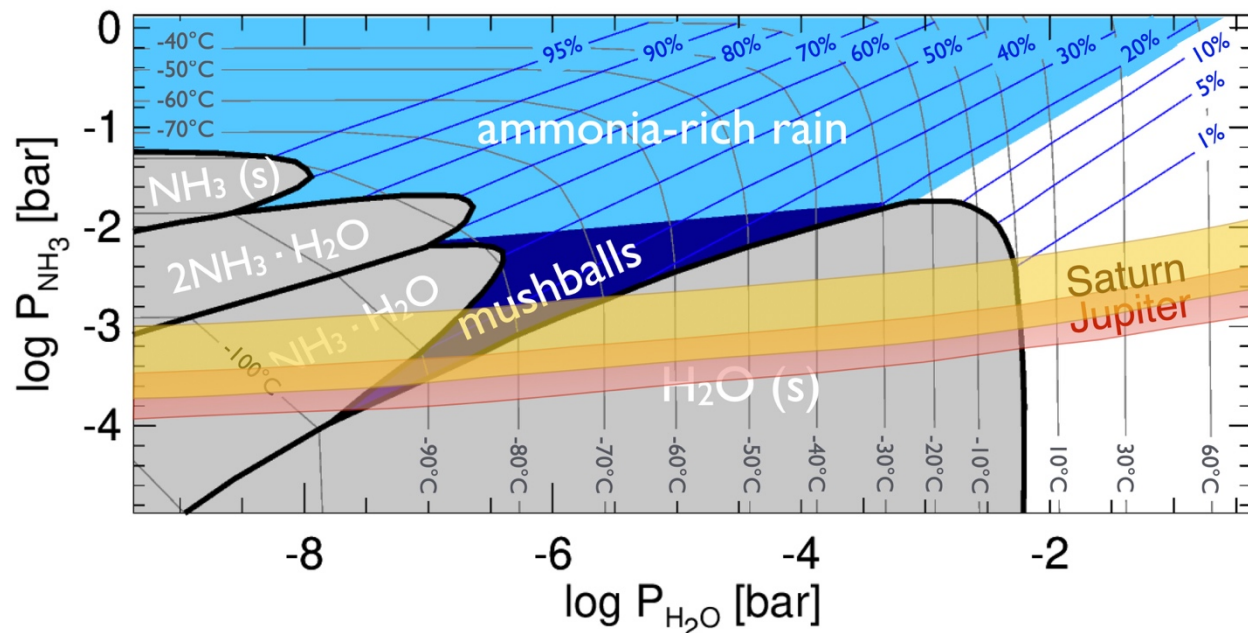 0
-1
-2
-3
-4
log P_NH₃ [bar]
-40°C
-50°C
-60°C
-70°C
95%
90%
80%
70%
60%
50%
40%
30%
20%
10%
5%
1%
ammonia-rich rain
NH₃ (s)
2NH₃·H₂O
NH₃·H₂O
mushballs
Saturn
Jupiter
H₂O (s)
-100°C
-90°C
-80°C
-70°C
-60°C
-50°C
-40°C
-30°C
-20°C
-10°C
10°C
30°C
60°C
-8
-6
-4
-2
log P_H₂O [bar]